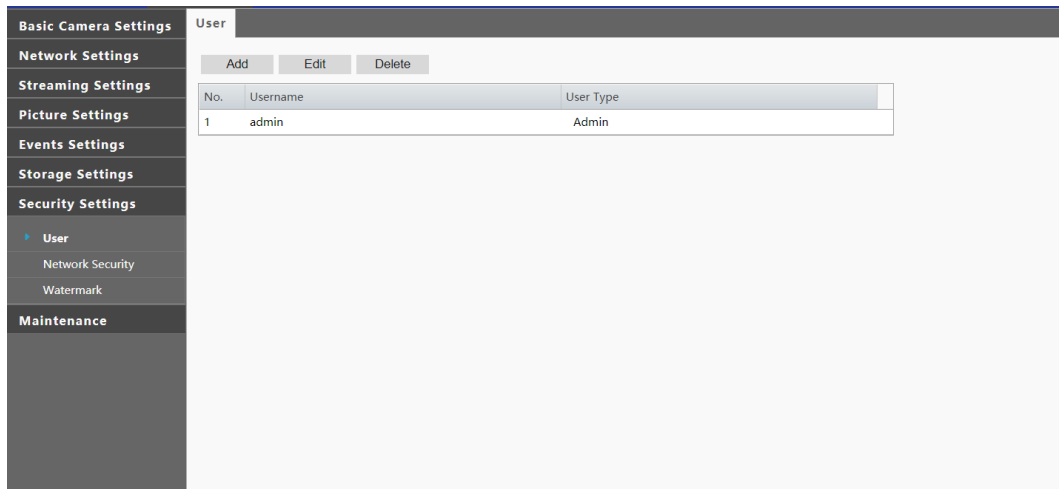 Basic Camera Settings
Network Settings
Streaming Settings
Picture Settings
Events Settings
Storage Settings
Security Settings
User
Network Security
Watermark
Maintenance
User
Add Edit Delete
No. Username User Type
1 admin Admin